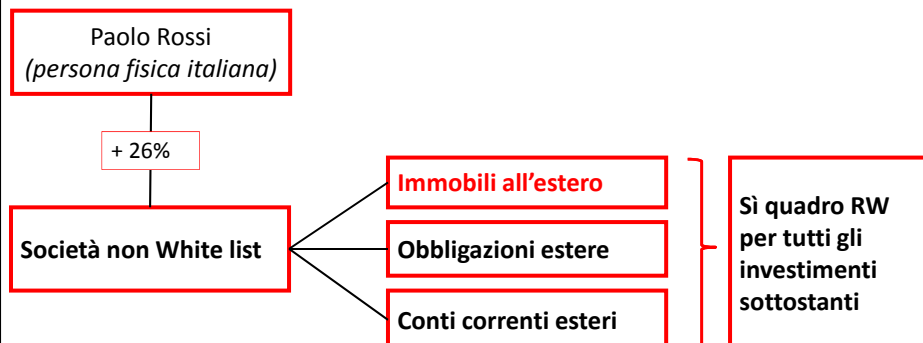 Paolo Rossi
(persona fisica italiana)
+ 26%
Società non White list
Immobili all’estero
Obbligazioni estere
Conti correnti esteri
Sì quadro RW
per tutti gli
investimenti
sottostanti